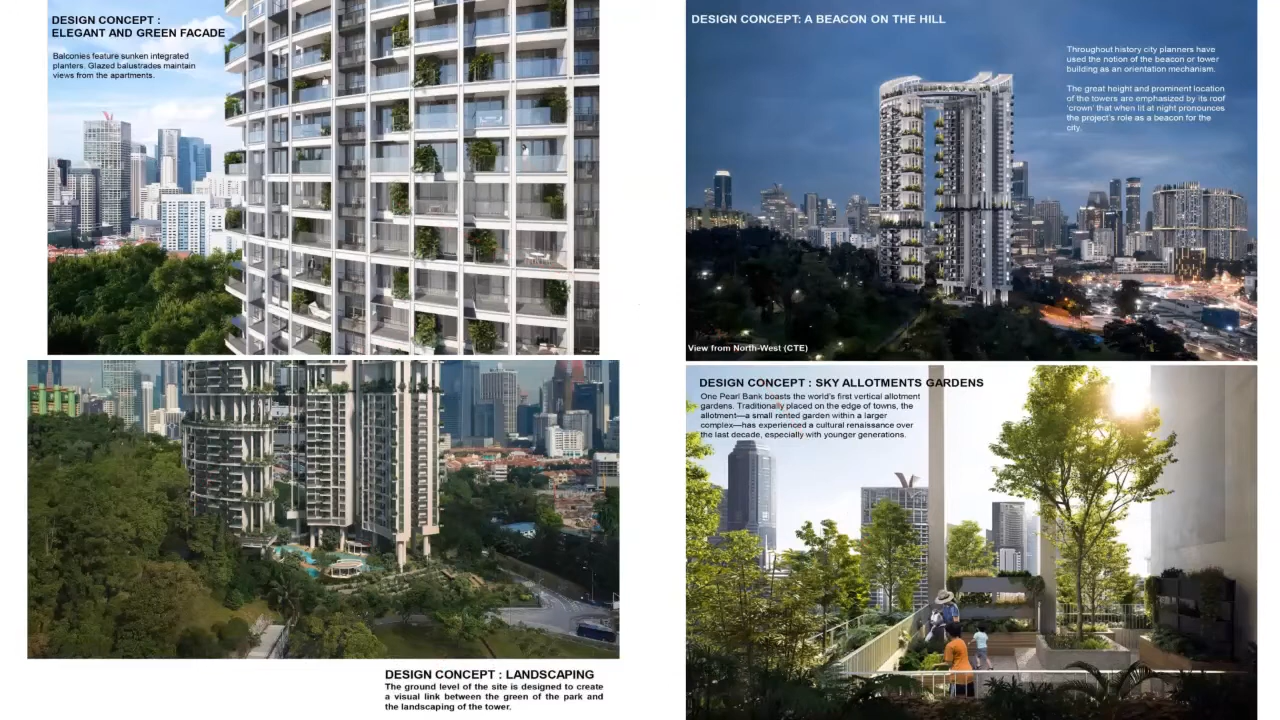 DESIGN CONCEPT :
ELEGANT AND GREEN FACADE
Balconies feature sunken integrated
planters. Glazed balustrades maintain
views from the apartments.
DESIGN CONCEPT: A BEACON ON THE HILL
Throughout history city planners have
used the notion of the beacon or tower
building as an orientation mechanism.
The great height and prominent location
of the towers are emphasized by its roof
'crown' that when lit at night pronounces
the project's role as a beacon for the
city.
View from North-West (CTE)
DESIGN CONCEPT : LANDSCAPING
The ground level of the site is designed to create
a visual link between the green of the park and
the landscaping of the tower.
DESIGN CONCEPT : SKY ALLOTMENTS GARDENS
One Pearl Bank boasts the world's first vertical allotment
gardens. Traditionally placed on the edge of towns, the
allotment—a small rented garden within a larger
complex—has experienced a cultural renaissance over
the last decade, especially with younger generations.